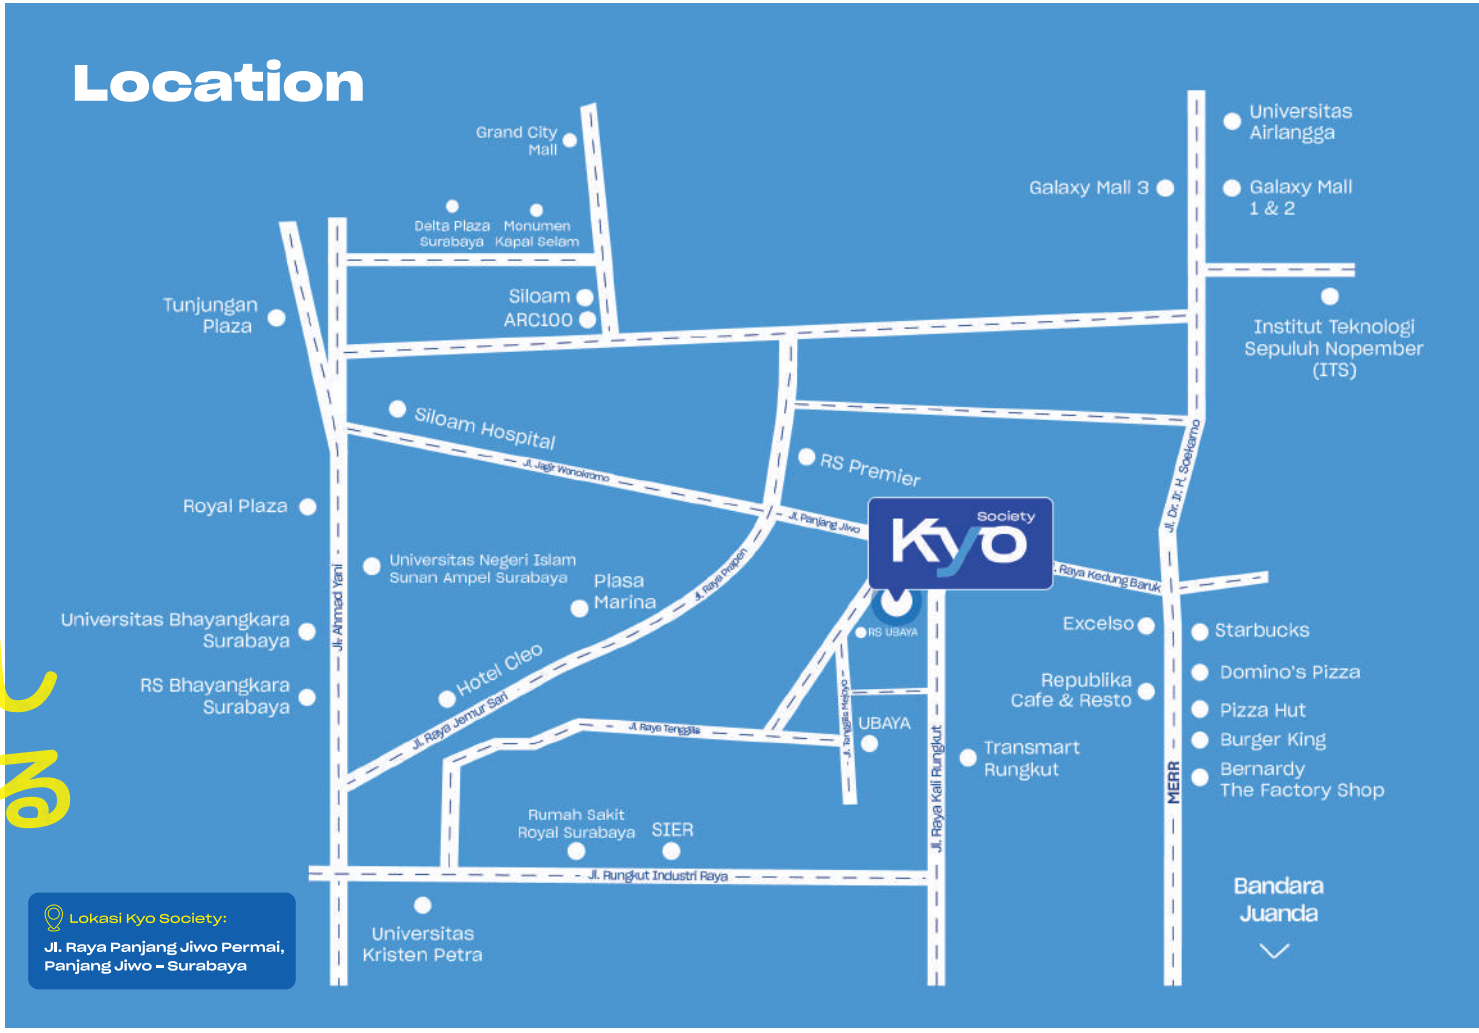 Location
Grand City
Mall
Delta Plaza
Surabaya
Monumen
Kapal Selam
Siloam
ARC100
Tunjungan
Plaza
Universitas
Airlangga
Galaxy Mall 3
Galaxy Mall
1 & 2
Institut Teknologi
Sepuluh Nopember
(ITS)
Siloam Hospital
Jl. Jagir Wonokromo
RS Premier
Jl. Dr. Ir. H. Soekarno
Royal Plaza
Jl. Panjang Jiwo
Kyo
Society
Universitas Negeri Islam
Sunan Ampel Surabaya
Plasa
Marina
Jl. Raya Prapen
. Raya Kedung Baruk
Jl. Ahmad Yani
Universitas Bhayangkara
Surabaya
RS UBAYA
Excelso
Starbucks
Hotel Cleo
RS Bhayangkara
Surabaya
Republika
Cafe & Resto
Domino's Pizza
Pizza Hut
Burger King
Bernardy
The Factory Shop
Jl. Raya Jemur Sari
Jl. Raye Tenggilis
Jl. Tenggilis Mejoyo
UBAYA
Transmart
Rungkut
Jl. Raya Kali Rungkut
MERR
Rumah Sakit
Royal Surabaya
SIER
Jl. Rungkut Industri Raya
Universitas
Kristen Petra
Bandara
Juanda
Lokasi Kyo Society:
Jl. Raya Panjang Jiwo Permai,
Panjang Jiwo - Surabaya